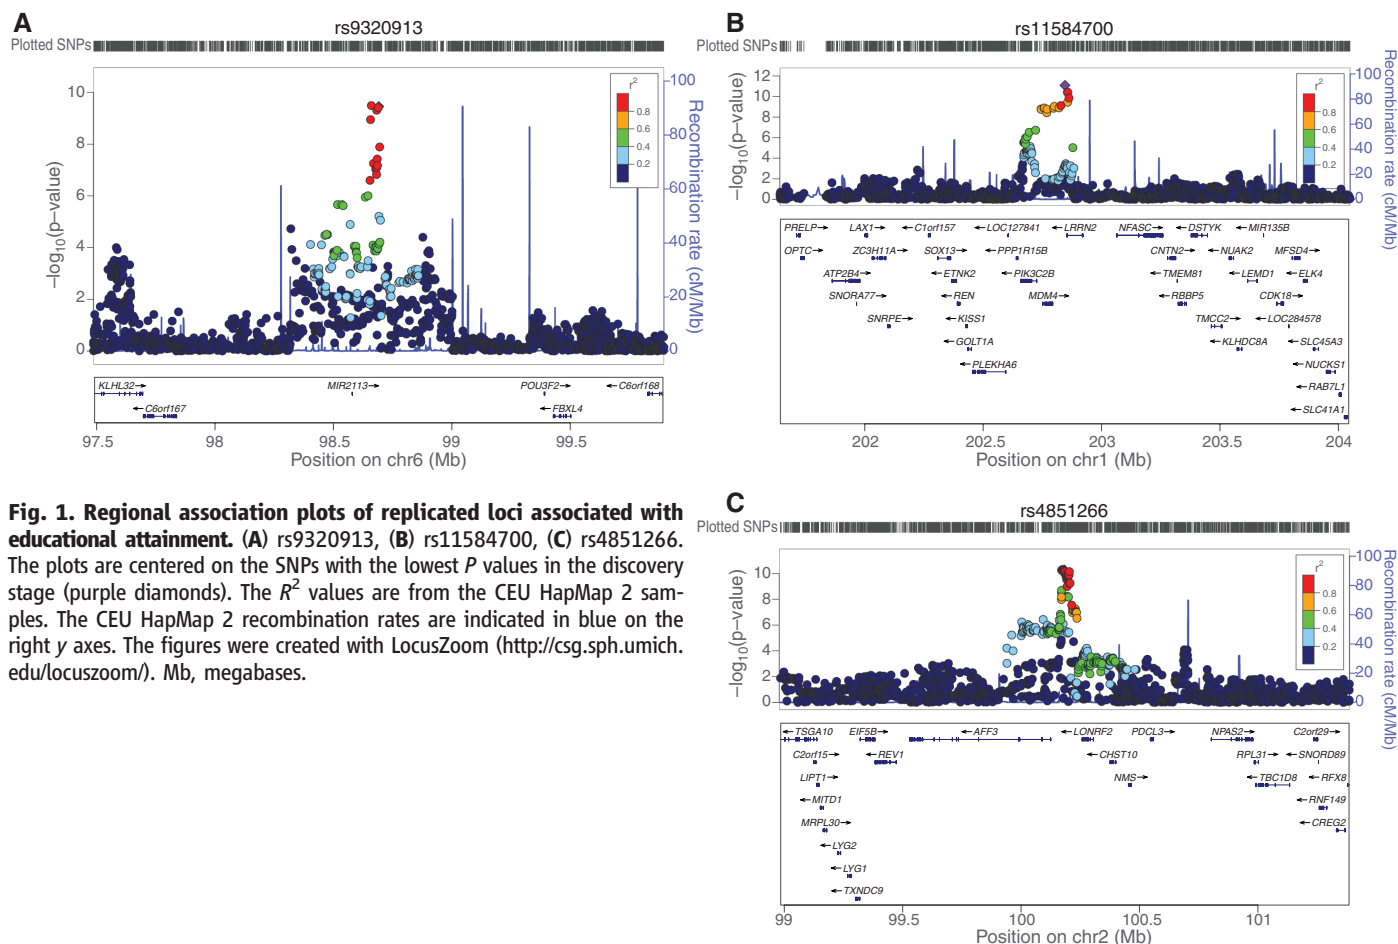 A
rs9320913
Plotted SNPs
10
8
6
4
2
0
−log10(p−value)
r2
0.8
0.6
0.4
0.2
100
80
60
40
20
0
Recombination rate (cM/Mb)
KLHL32
MIR2113
POU3F2
C6orf168
C6orf167
FBXL4
97.5 98 98.5 99 99.5
Position on chr6 (Mb)
B
rs11584700
Plotted SNPs
12
10
8
6
4
2
0
−log10(p−value)
r2
0.8
0.6
0.4
0.2
100
80
60
40
20
0
Recombination rate (cM/Mb)
PRELP LAX1 C1orf157 LOC127841 LRRN2 NFASC DSTYK MIR135B
OPTC ZC3H11A SOX13 PPP1R15B CNTN2 NUAK2 MFSD4
ATP2B4 ETNK2 PIK3C2B TMEM81 LEMD1 ELK4
SNORA77 REN MDM4 RBBP5 CDK18
SNRPE KISS1 TMCC2 LOC284578
GOLT1A KLHDC8A SLC45A3
PLEKHA6 NUCKS1
RAB7L1
SLC41A1
202 202.5 203 203.5 204
Position on chr1 (Mb)
Fig. 1. Regional association plots of replicated loci associated with
educational attainment. (A) rs9320913, (B) rs11584700, (C) rs4851266.
The plots are centered on the SNPs with the lowest P values in the discovery
stage (purple diamonds). The R2 values are from the CEU HapMap 2 sam-
ples. The CEU HapMap 2 recombination rates are indicated in blue on the
right y axes. The figures were created with LocusZoom (http://csg.sph.umich.
edu/locuszoom/). Mb, megabases.
C
rs4851266
Plotted SNPs
10
8
6
4
2
0
−log10(p−value)
r2
0.8
0.6
0.4
0.2
100
80
60
40
20
0
Recombination rate (cM/Mb)
TSGA10 EIF5B AFF3 LONRF2 PDCL3 NPAS2 C2orf29
C2orf15 REV1 CHST10 RPL31 SNORD89
LIPT1 NMS TBC1D8 RFX8
MITD1 RNF149
MRPL30 CREG2
LYG2
LYG1
TXNDC9
99 99.5 100 100.5 101
Position on chr2 (Mb)